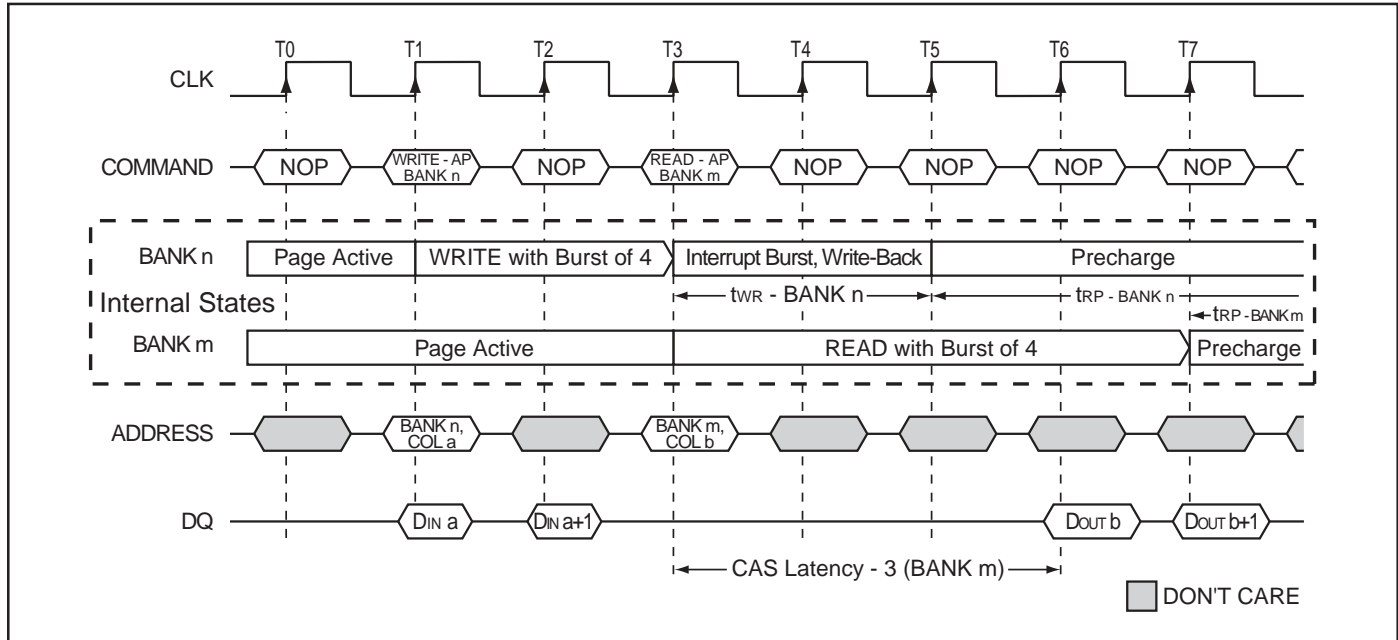 T0 T1 T2 T3 T4 T5 T6 T7
CLK
COMMAND NOP WRITE - AP NOP READ - AP NOP NOP NOP NOP
BANK n BANK m
BANK n Page Active WRITE with Burst of 4 Interrupt Burst, Write-Back Precharge
tWR - BANK n tRP - BANK n
Internal States
tRP - BANK m
BANK m Page Active READ with Burst of 4 Precharge
ADDRESS BANK n, BANK m,
COL a COL b
DQ DIN a DIN a+1 DOUT b DOUT b+1
CAS Latency - 3 (BANK m)
DON'T CARE